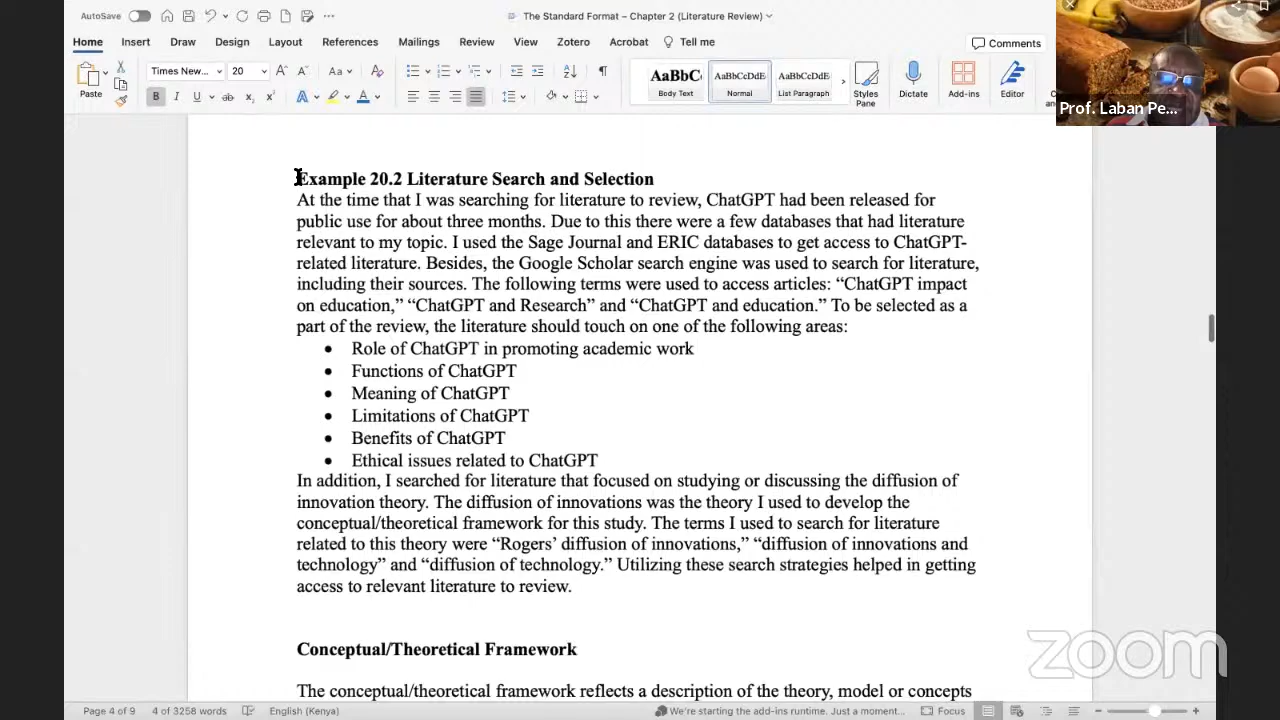 AutoSave
The Standard Format – Chapter 2 (Literature Review)
Home Insert Draw Design Layout References Mailings Review View Zotero Acrobat Tell me
Comments
Paste
Times New... 20
AaBbC AaBbCcDdE AaBbCcDdE
Body Text Normal List Paragraph
Styles Pane Dictate Add-ins Editor
Prof. Laban Pe...
Example 20.2 Literature Search and Selection
At the time that I was searching for literature to review, ChatGPT had been released for
public use for about three months. Due to this there were a few databases that had literature
relevant to my topic. I used the Sage Journal and ERIC databases to get access to ChatGPT-
related literature. Besides, the Google Scholar search engine was used to search for literature,
including their sources. The following terms were used to access articles: “ChatGPT impact
on education,” “ChatGPT and Research” and “ChatGPT and education.” To be selected as a
part of the review, the literature should touch on one of the following areas:
• Role of ChatGPT in promoting academic work
• Functions of ChatGPT
• Meaning of ChatGPT
• Limitations of ChatGPT
• Benefits of ChatGPT
• Ethical issues related to ChatGPT
In addition, I searched for literature that focused on studying or discussing the diffusion of
innovation theory. The diffusion of innovations was the theory I used to develop the
conceptual/theoretical framework for this study. The terms I used to search for literature
related to this theory were “Rogers’ diffusion of innovations,” “diffusion of innovations and
technology” and “diffusion of technology.” Utilizing these search strategies helped in getting
access to relevant literature to review.
Conceptual/Theoretical Framework
The conceptual/theoretical framework reflects a description of the theory, model or concepts
zoom
Page 4 of 9 4 of 3258 words English (Kenya) We're starting the add-ins runtime. Just a moment... Focus